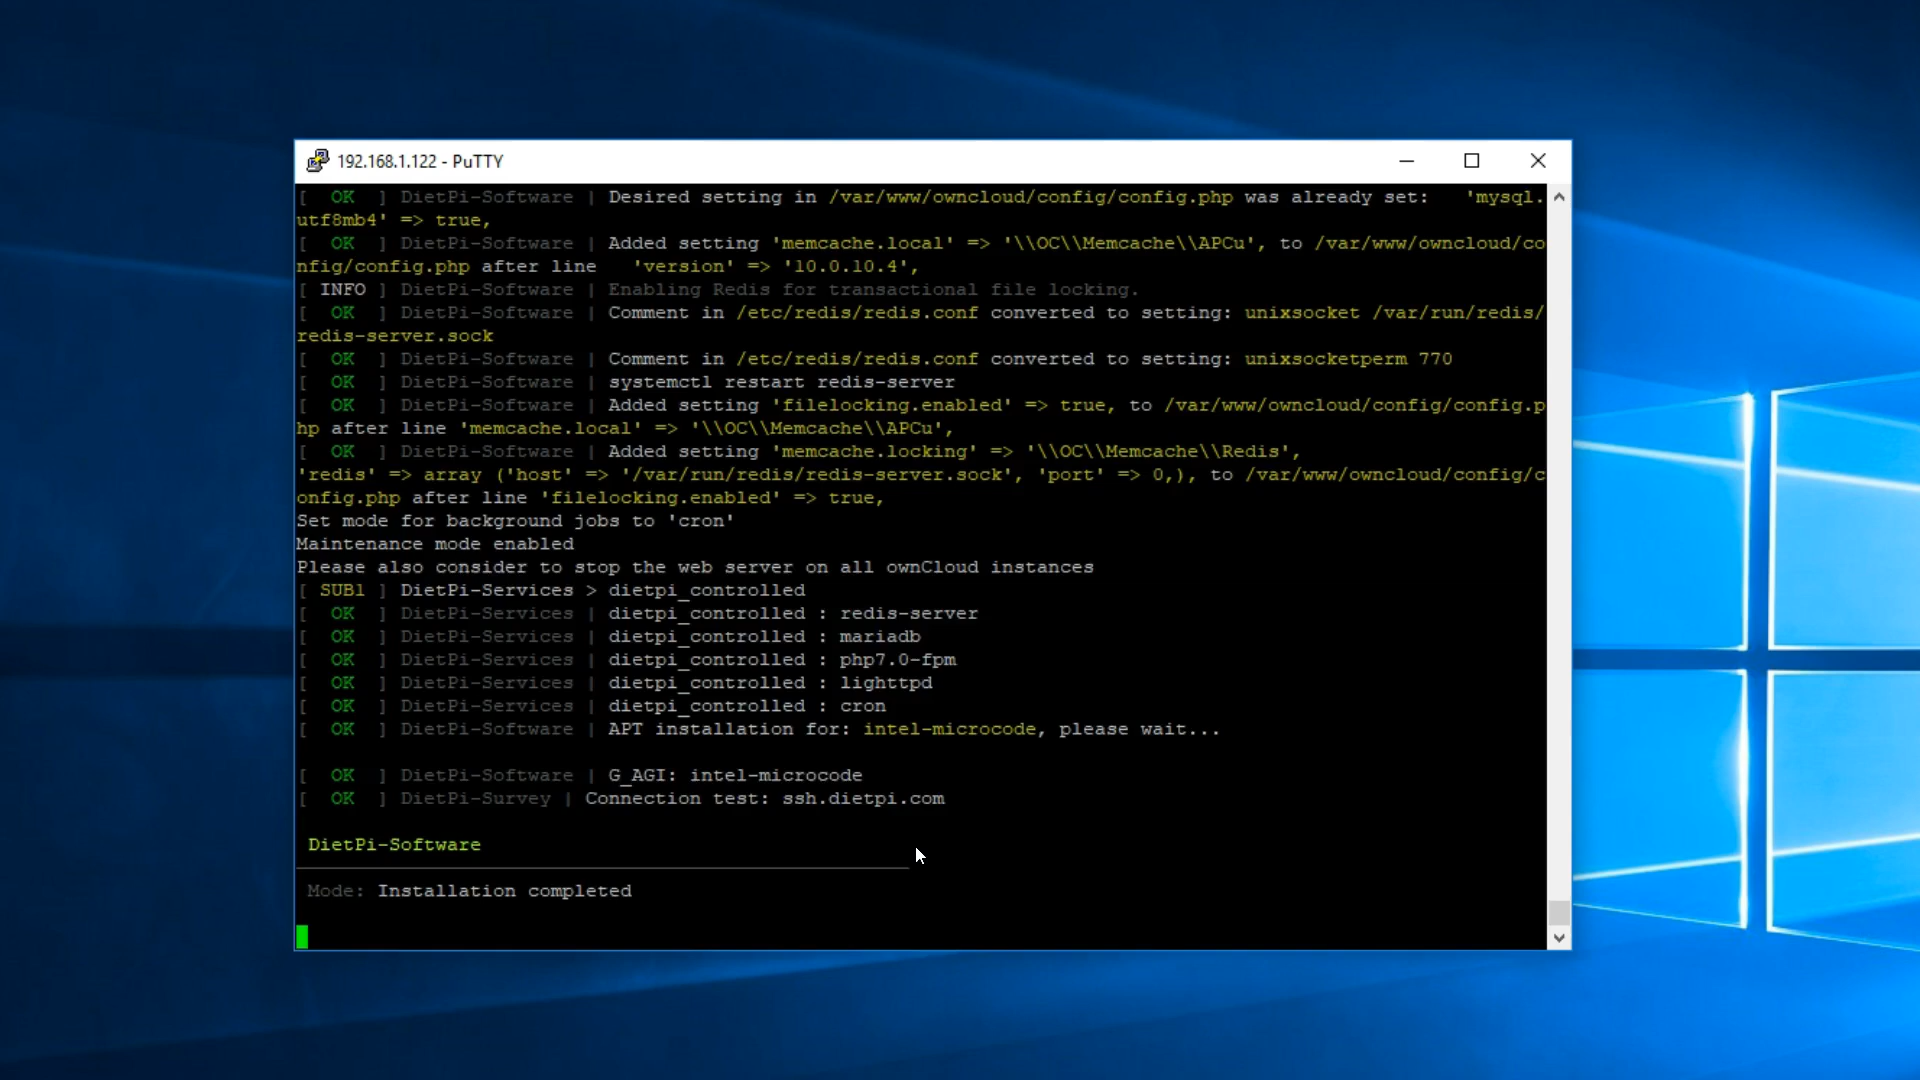 192.168.1.122 - PuTTY
[  OK  ] DietPi-Software | Desired setting in /var/www/owncloud/config/config.php was already set:   'mysql.
utf8mb4' => true,
[  OK  ] DietPi-Software | Added setting 'memcache.local' => '\\OC\\Memcache\\APCu', to /var/www/owncloud/co
nfig/config.php after line   'version' => '10.0.10.4',
[ INFO ] DietPi-Software | Enabling Redis for transactional file locking.
[  OK  ] DietPi-Software | Comment in /etc/redis/redis.conf converted to setting: unixsocket /var/run/redis/
redis-server.sock
[  OK  ] DietPi-Software | Comment in /etc/redis/redis.conf converted to setting: unixsocketperm 770
[  OK  ] DietPi-Software | systemctl restart redis-server
[  OK  ] DietPi-Software | Added setting 'filelocking.enabled' => true, to /var/www/owncloud/config/config.p
hp after line 'memcache.local' => '\\OC\\Memcache\\APCu',
[  OK  ] DietPi-Software | Added setting 'memcache.locking' => '\\OC\\Memcache\\Redis',
'redis' => array ('host' => '/var/run/redis/redis-server.sock', 'port' => 0,), to /var/www/owncloud/config/c
onfig.php after line 'filelocking.enabled' => true,
Set mode for background jobs to 'cron'
Maintenance mode enabled
Please also consider to stop the web server on all ownCloud instances
[ SUB1 ] DietPi-Services > dietpi_controlled
[  OK  ] DietPi-Services | dietpi_controlled : redis-server
[  OK  ] DietPi-Services | dietpi_controlled : mariadb
[  OK  ] DietPi-Services | dietpi_controlled : php7.0-fpm
[  OK  ] DietPi-Services | dietpi_controlled : lighttpd
[  OK  ] DietPi-Services | dietpi_controlled : cron
[  OK  ] DietPi-Software | APT installation for: intel-microcode, please wait...
[  OK  ] DietPi-Software | G_AGI: intel-microcode
[  OK  ] DietPi-Survey | Connection test: ssh.dietpi.com
DietPi-Software
Mode: Installation completed